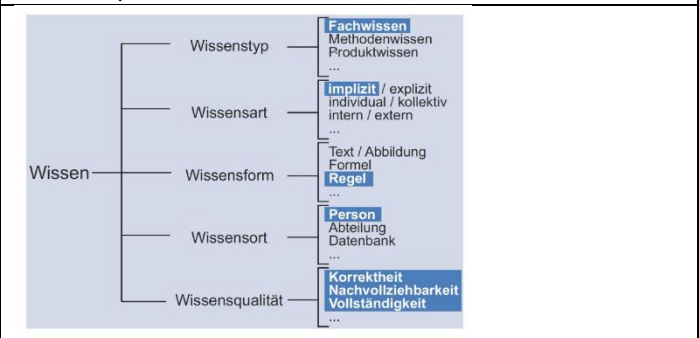 Wissen
Wissenstyp
Fachwissen
Methodenwissen
Produktwissen
...
Wissensart
implizit / explizit
individual / kollektiv
intern / extern
...
Wissensform
Text / Abbildung
Formel
Regel
...
Wissensort
Person
Abteilung
Datenbank
...
Wissensqualität
Korrektheit
Nachvollziehbarkeit
Vollständigkeit
...